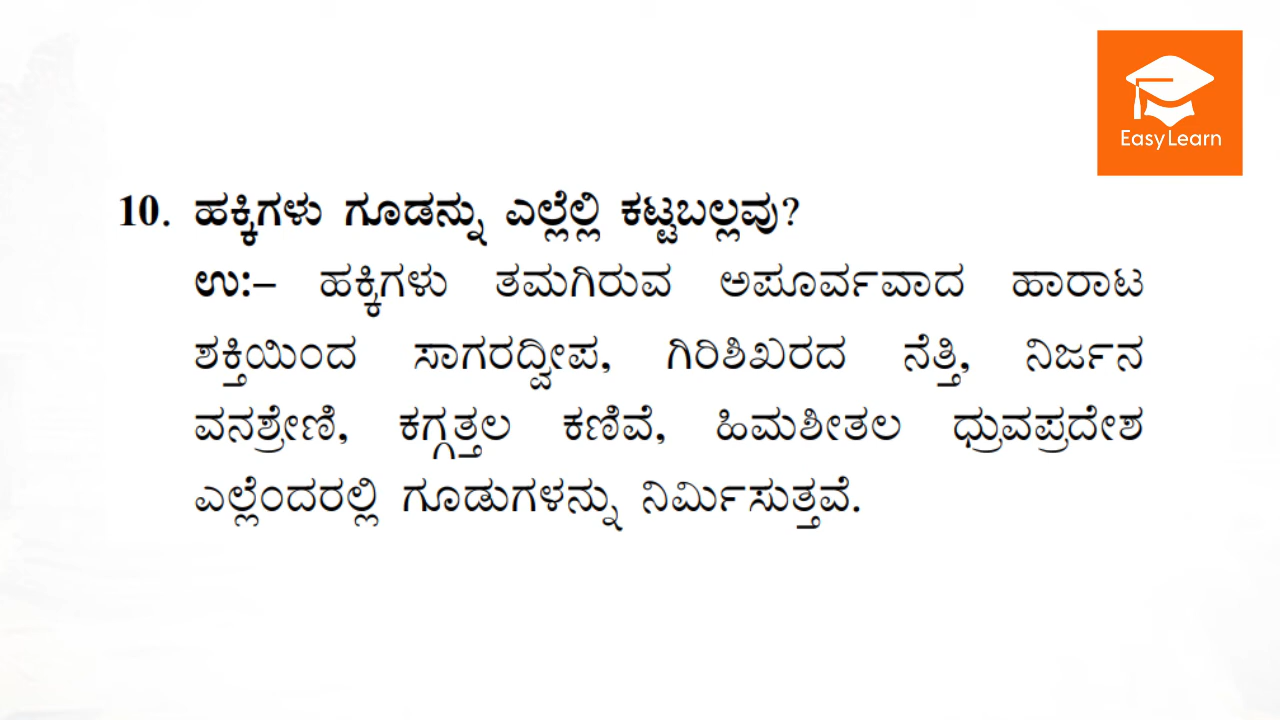 EasyLearn
10. ಹಕ್ಕಿಗಳು ಗೂಡನ್ನು ಎಲ್ಲೆಲ್ಲಿ ಕಟ್ಟಬಲ್ಲವು?
ಉ:– ಹಕ್ಕಿಗಳು ತಮಗಿರುವ ಅಪೂರ್ವವಾದ ಹಾರಾಟ
ಶಕ್ತಿಯಿಂದ ಸಾಗರದ್ವೀಪ, ಗಿರಿಶಿಖರದ ನೆತ್ತಿ, ನಿರ್ಜನ
ವನಶ್ರೇಣಿ, ಕಗ್ಗತ್ತಲ ಕಣಿವೆ, ಹಿಮಶೀತಲ ಧ್ರುವಪ್ರದೇಶ
ಎಲ್ಲೆಂದರಲ್ಲಿ ಗೂಡುಗಳನ್ನು ನಿರ್ಮಿಸುತ್ತವೆ.